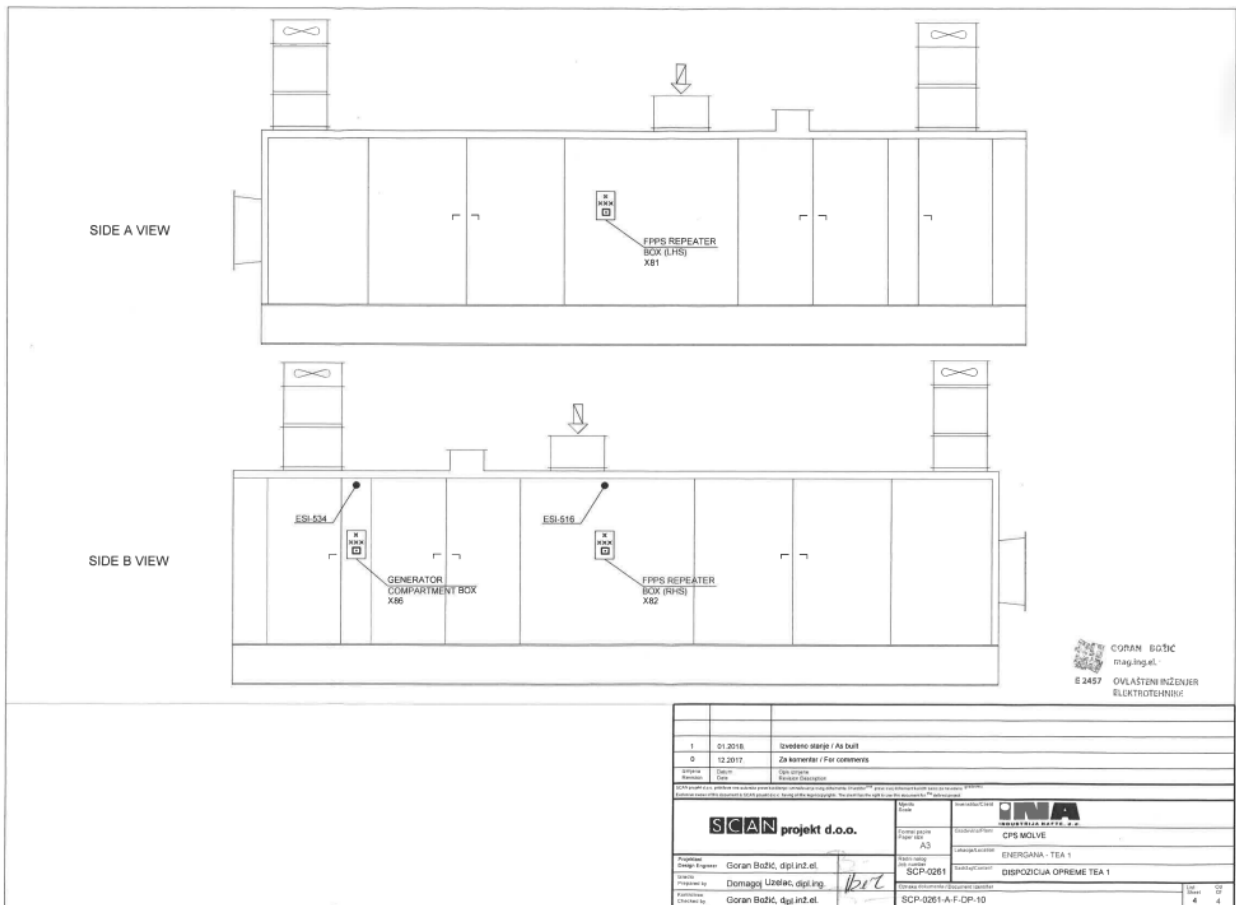 SIDE A VIEW
FPPS REPEATER
BOX (LHS)
X81
SIDE B VIEW
ESI-534
ESI-516
GENERATOR
COMPARTMENT BOX
X86
FPPS REPEATER
BOX (RHS)
X82
GORAN BOŽIĆ
mag.ing.el.
E 2457 OVLAŠTENI INŽENJER
ELEKTROTEHNIKE
1 01.2018. Izvedeno stanje / As built
0 12.2017. Za komentar / For comments
Izmjena Datum Opis izmjene
Revision Date Revision Description
Mjerilo
Scale
Investitor/Client
INA
INDUSTRIJA NAFTE, d.d.
SCAN projekt d.o.o.
Format papira
Paper size
A3
Građevina/Plant
CPS MOLVE
Lokacija/Location
ENERGANA - TEA 1
Radni nalog
Job number
SCP-0261
Sadržaj/Content
DISPOZICIJA OPREME TEA 1
Projektant
Design Engineer
Goran Božić, dipl.inž.el.
Izradio
Prepared by
Domagoj Uzelac, dipl.ing.
Kontrolirao
Checked by
Goran Božić, dipl.inž.el.
Oznaka dokumenta / Document identifier
SCP-0261-A-F-DP-10
List Od
Sheet Of
4 4